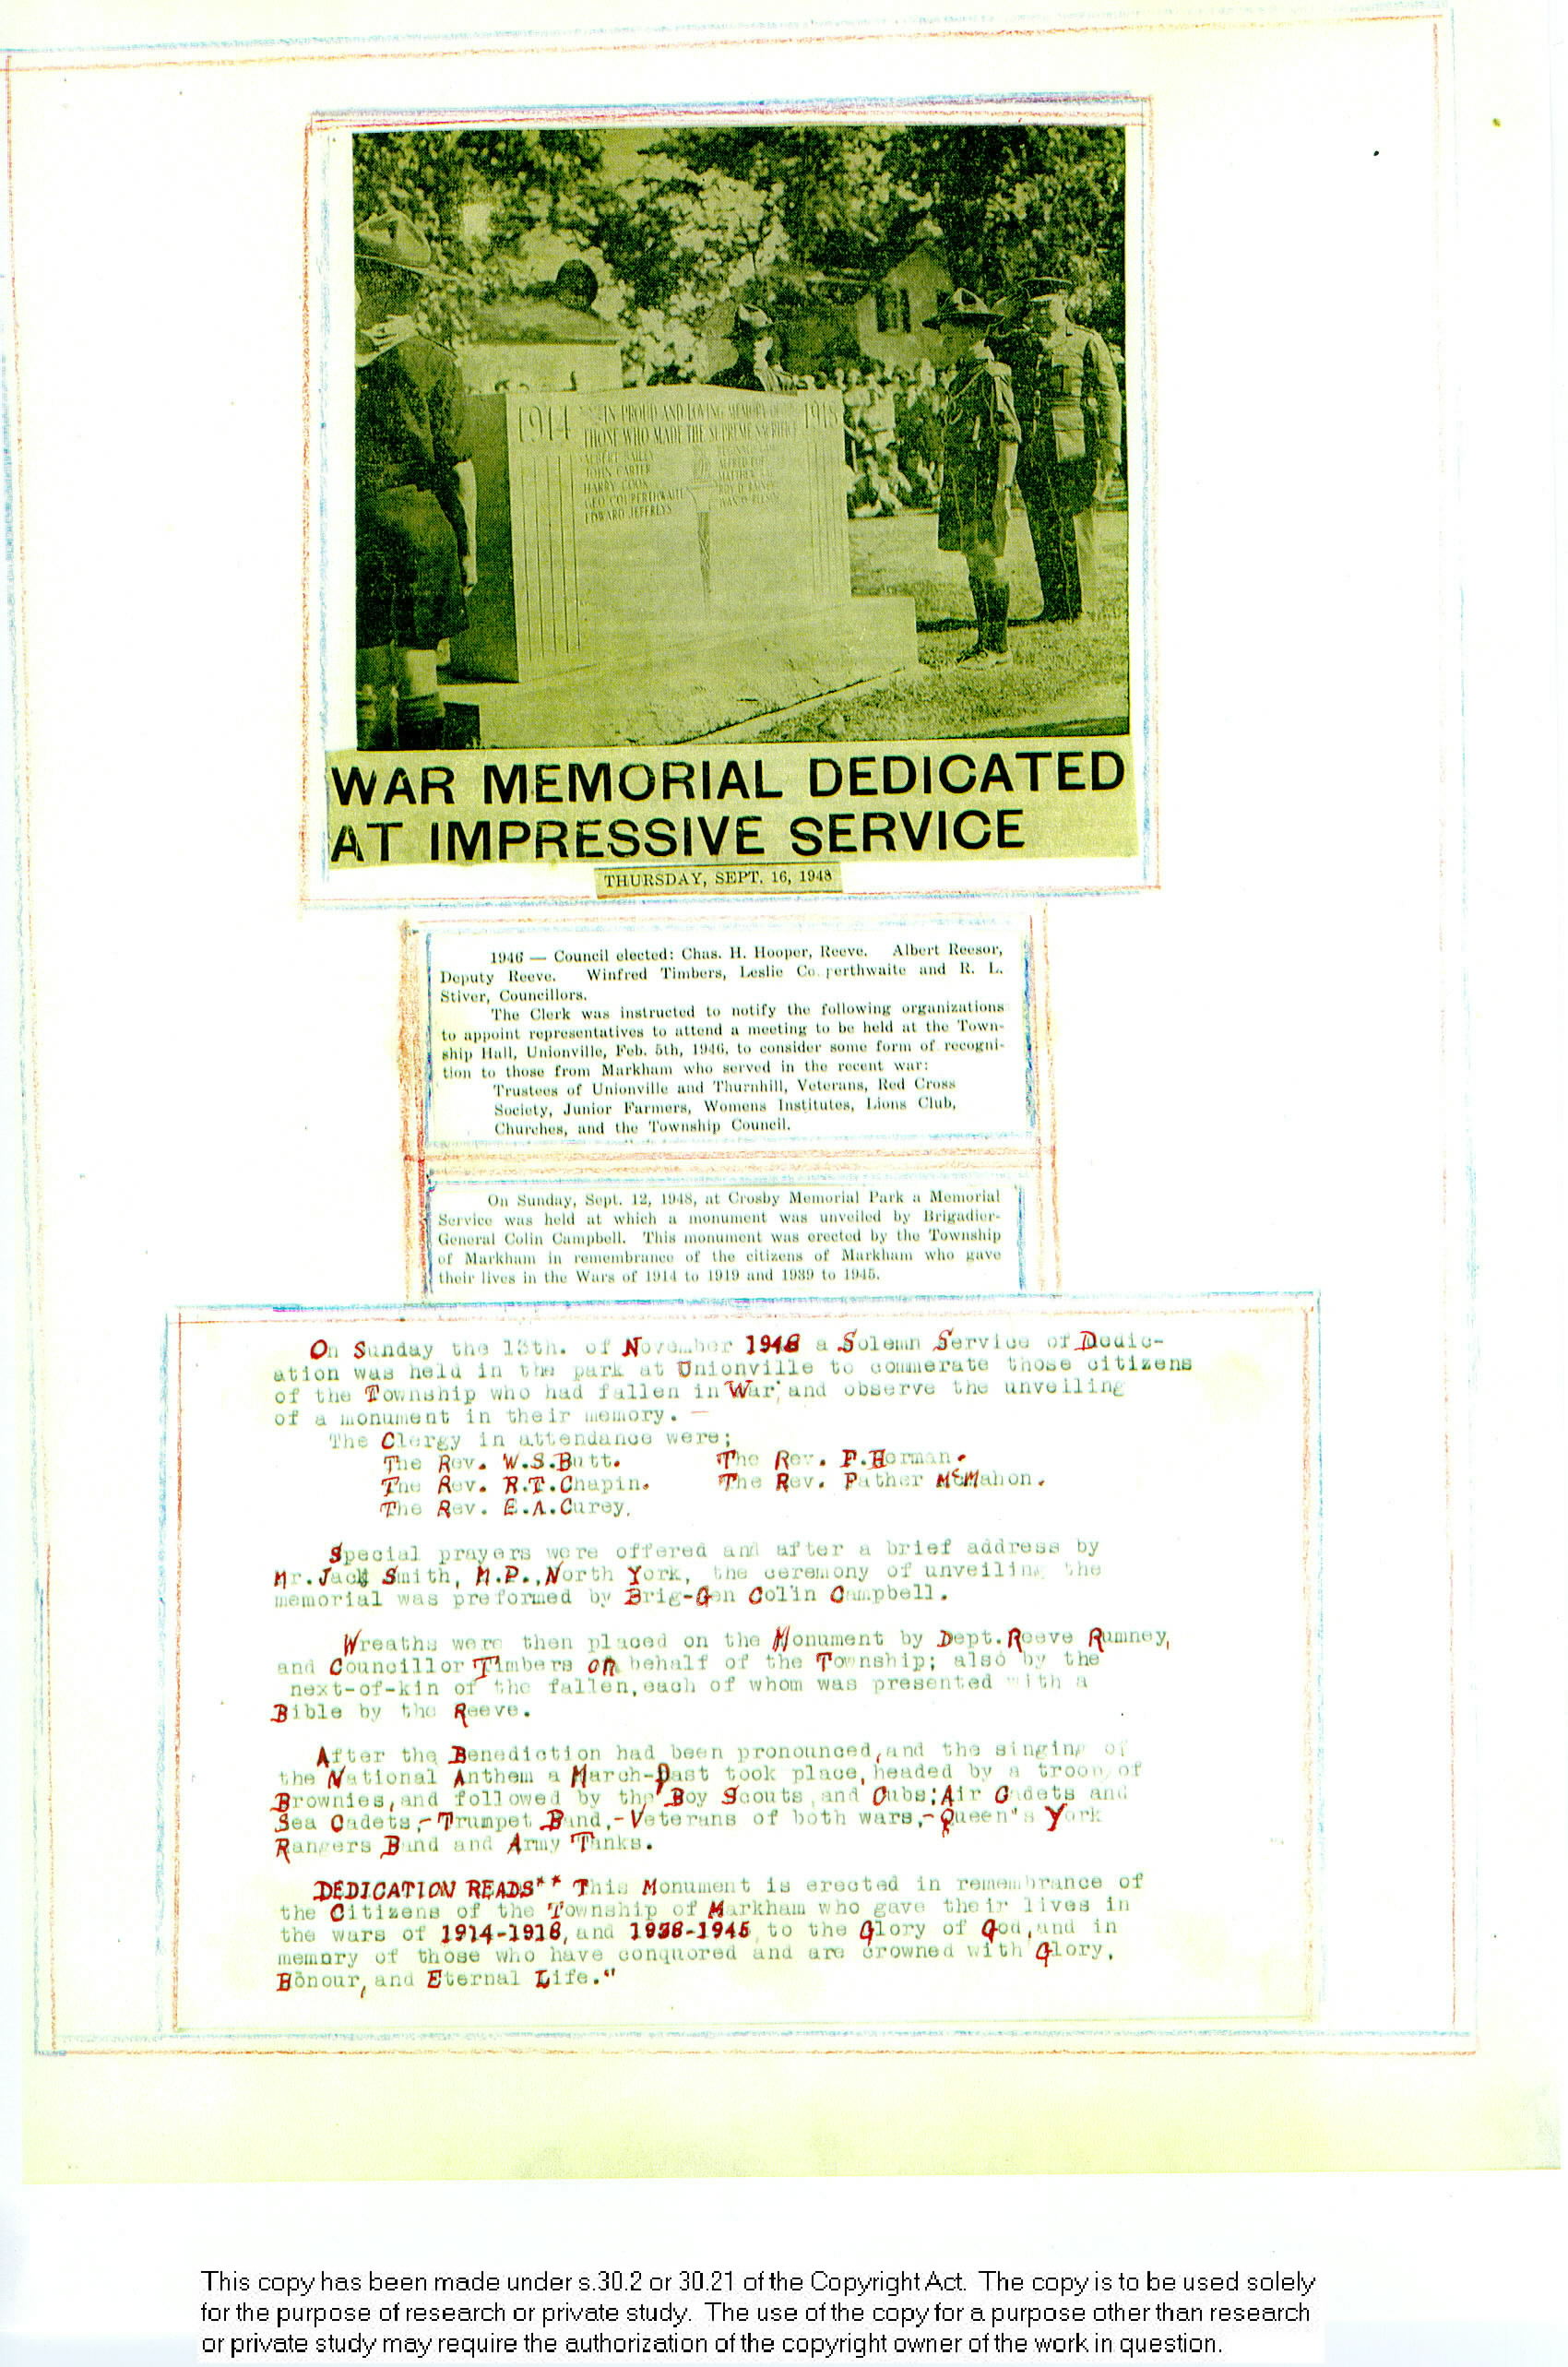 1914 IN PROUD AND LOVING MEMORY OF 1918
THOSE WHO MADE THE SUPREME SACRIFICE
ALBERT BAILEY
JOHN CARTER
HARRY COOK
GEO COUPERTHWAITE
EDWARD JEFFERYS
WAR MEMORIAL DEDICATED
AT IMPRESSIVE SERVICE
THURSDAY, SEPT. 16, 1948
1946 — Council elected: Chas. H. Hooper, Reeve. Albert Reesor,
Deputy Reeve. Winfred Timbers, Leslie Co perthwaite and R. L.
Stiver, Councillors.
The Clerk was instructed to notify the following organizations
to appoint representatives to attend a meeting to be held at the Town-
ship Hall, Unionville, Feb. 5th, 1946, to consider some form of recogni-
tion to those from Markham who served in the recent war:
Trustees of Unionville and Thurnhill, Veterans, Red Cross
Society, Junior Farmers, Womens Institutes, Lions Club,
Churches, and the Township Council.
On Sunday, Sept. 12, 1948, at Crosby Memorial Park a Memorial
Service was held at which a monument was unveiled by Brigadier-
General Colin Campbell. This monument was erected by the Township
of Markham in remembrance of the citizens of Markham who gave
their lives in the Wars of 1914 to 1919 and 1939 to 1945.
On Sunday the of November 1948 a Solemn Service of Dedic-
ation was held in the park at Unionville to commerate those citizens
of the Township who had fallen in War; and observe the unveiling
of a monument in their memory. —
The Clergy in attendance were;
The Rev. W.S.Butt. The Rev. F.Herman.
The Rev. R.T.Chapin. The Rev. Father McMahon.
The Rev. E.A.Carey.
Special prayers were offered and after a brief address by
Mr. Jack Smith, M.P., North York, the ceremony of unveiling the
memorial was preformed by Brig-Gen Colin Campbell.
Wreaths were then placed on the Monument by Dept. Reeve Rumney,
and Councillor Timbers on behalf of the Township; also by the
next-of-kin of the fallen, each of whom was presented with a
Bible by the Reeve.
After the Benediction had been pronounced, and the singing of
the National Anthem a March-Past took place, headed by a troop of
Brownies, and followed by the Boy Scouts and Cubs; Air Cadets and
Sea Cadets,- Trumpet Band,- Veterans of both wars,- Queen's York
Rangers Band and Army Tanks.
DEDICATION READS** This Monument is erected in remembrance of
the Citizens of the Township of Markham who gave their lives in
the wars of 1914-1918, and 1938-1945 to the Glory of God, and in
memory of those who have conquored and are crowned with Glory,
Honour, and Eternal Life."
This copy has been made under s.30.2 or 30.21 of the Copyright Act. The copy is to be used solely
for the purpose of research or private study. The use of the copy for a purpose other than research
or private study may require the authorization of the copyright owner of the work in question.